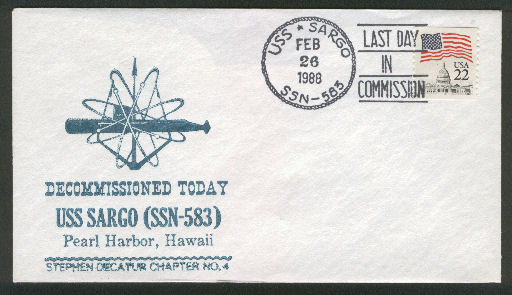 USS ★ SARGO
FEB
26
1988
SSN-583
LAST DAY
IN
COMMISSION
USA
22
DECOMMISSIONED TODAY
USS SARGO (SSN-583)
Pearl Harbor, Hawaii
STEPHEN DECATUR CHAPTER NO. 4